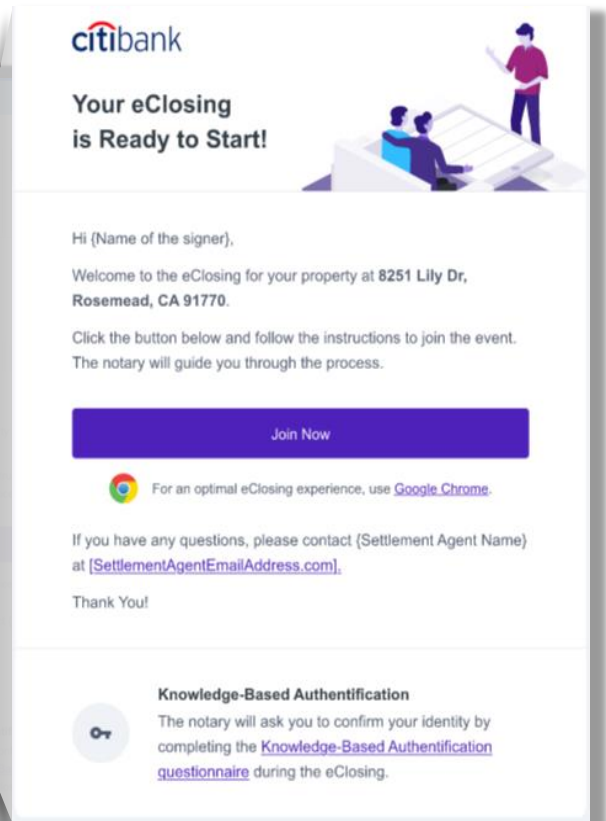 citibank
Your eClosing
is Ready to Start!
Hi {Name of the signer},
Welcome to the eClosing for your property at 8251 Lily Dr,
Rosemead, CA 91770.
Click the button below and follow the instructions to join the event.
The notary will guide you through the process.
Join Now
For an optimal eClosing experience, use Google Chrome.
If you have any questions, please contact {Settlement Agent Name}
at [SettlementAgentEmailAddress.com].
Thank You!
Knowledge-Based Authentification
The notary will ask you to confirm your identity by
completing the Knowledge-Based Authentification
questionnaire during the eClosing.